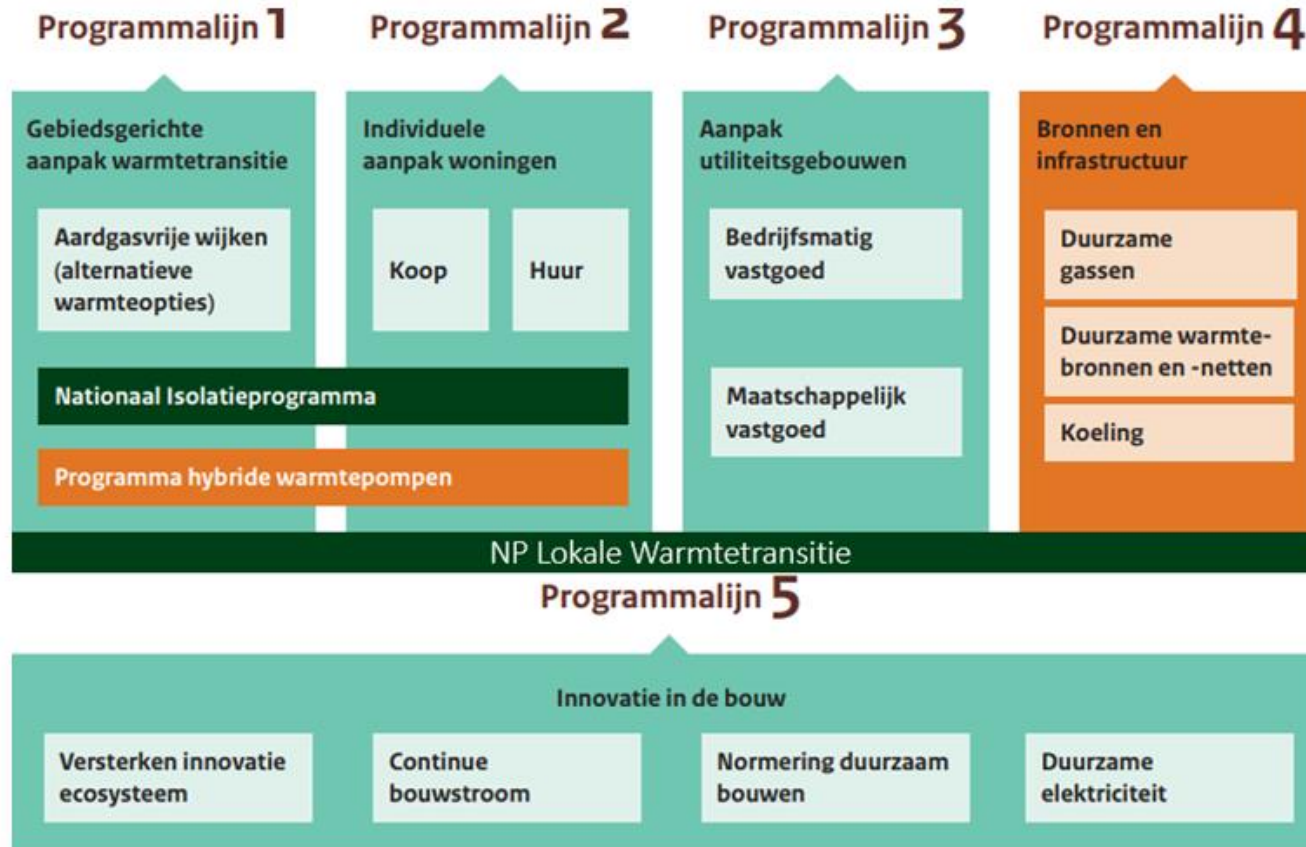 Programmalijn 1
Gebiedsgerichte
aanpak warmtetransitie
Aardgasvrije wijken
(alternatieve
warmteopties)
Programmalijn 2
Individuele
aanpak woningen
Koop
Huur
Nationaal Isolatieprogramma
Programma hybride warmtepompen
Programmalijn 3
Aanpak
utiliteitsgebouwen
Bedrijfsmatig
vastgoed
Maatschappelijk
vastgoed
Programmalijn 4
Bronnen en
infrastructuur
Duurzame
gassen
Duurzame warmte-
bronnen en -netten
Koeling
NP Lokale Warmtetransitie
Programmalijn 5
Innovatie in de bouw
Versterken innovatie
ecosysteem
Continue
bouwstroom
Normering duurzaam
bouwen
Duurzame
elektriciteit